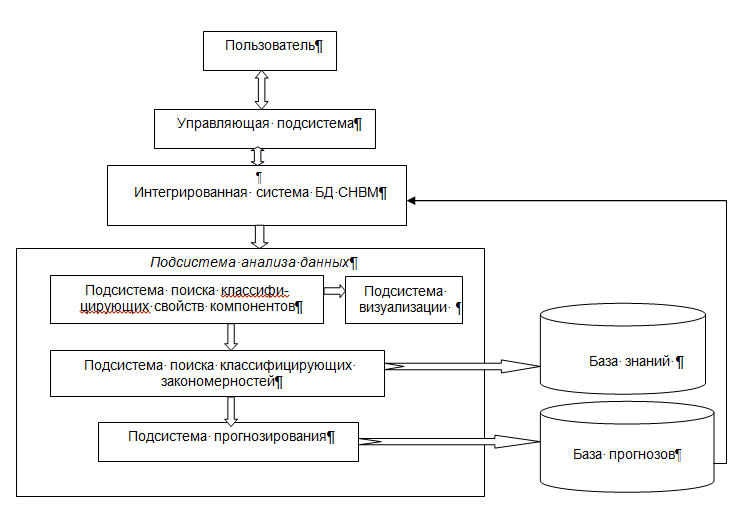 Пользователь¶
Управляющая подсистема¶
¶
Интегрированная система БД СНВМ¶
Подсистема анализа данных¶
Подсистема поиска классифи-
цирующих свойств компонентов¶
Подсистема
визуализации ¶
Подсистема поиска классифицирующих
закономерностей¶
База знаний ¶
Подсистема прогнозирования¶
База прогнозов¶